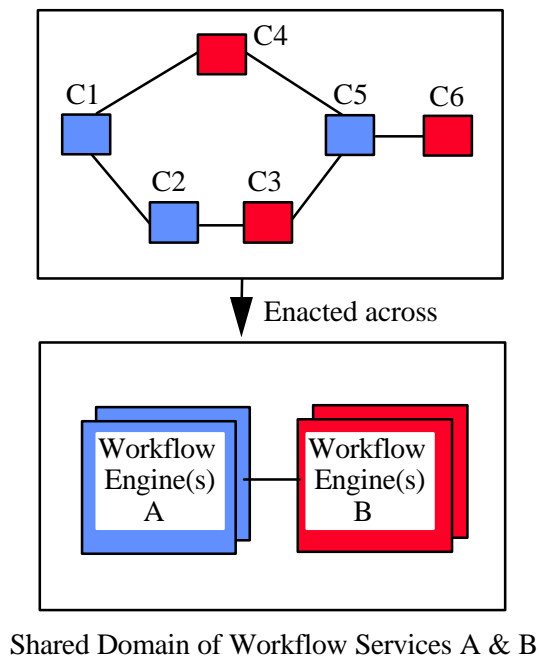 C4
C1
C5
C6
C2
C3
Enacted across
Workflow
Engine(s)
A
Workflow
Engine(s)
B
Shared Domain of Workflow Services A & B